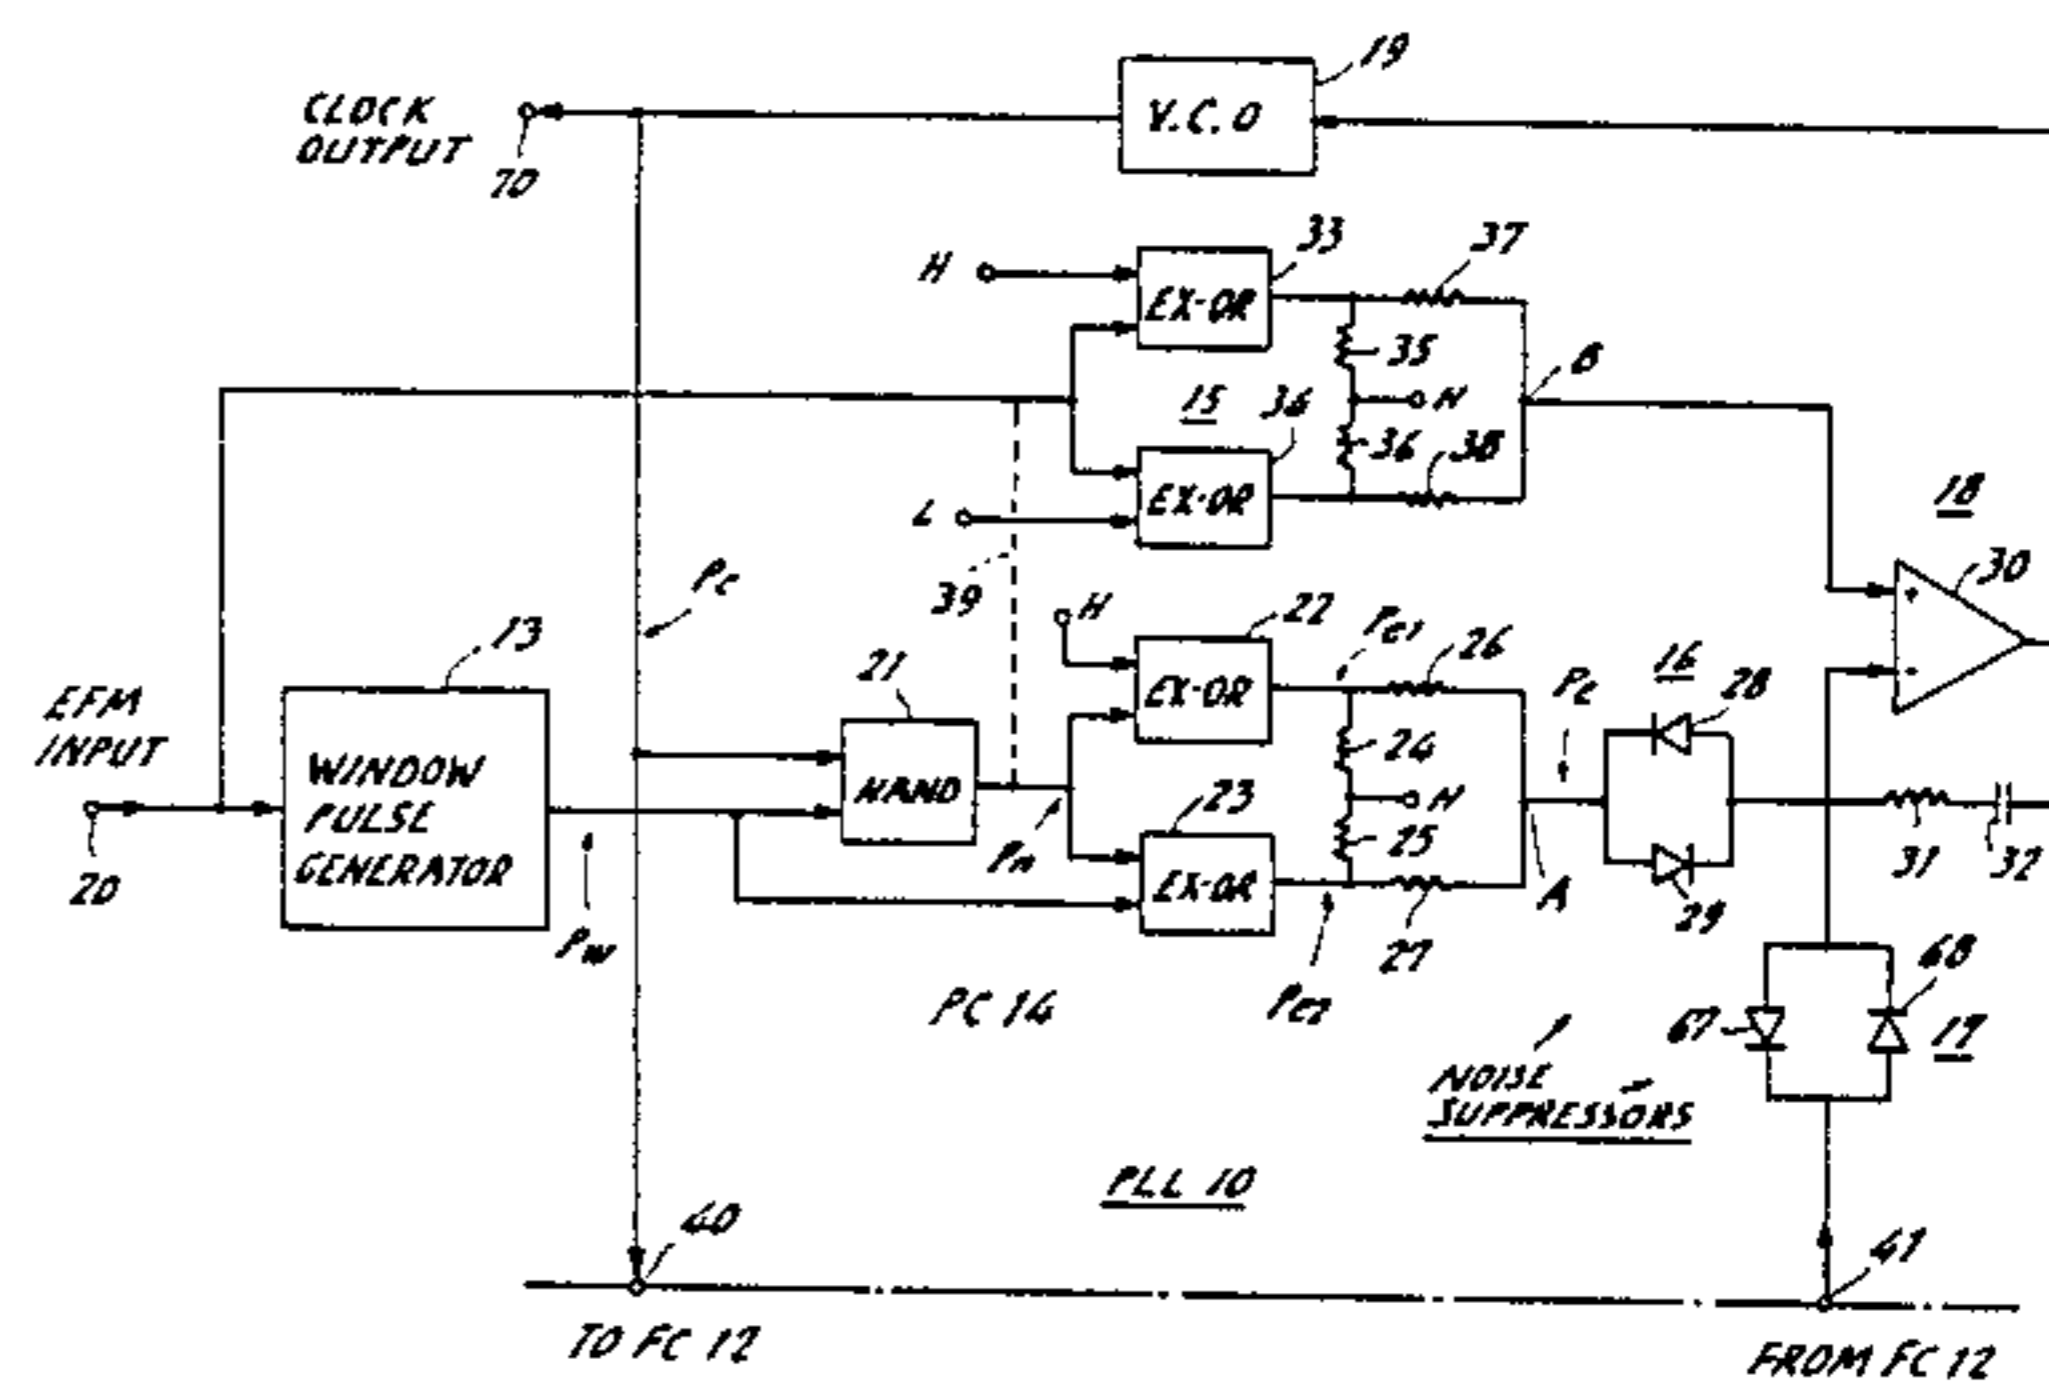 19
CLOCK
OUTPUT
70
V.C.O
H
33
37
EX-OR
35
B
15
H
34
36
38
EX-OR
L
18
Pc
39
H
22
Pe1
26
30
+
-
13
21
16
Pe
28
EFM
INPUT
WINDOW
PULSE
GENERATOR
EX-OR
24
NAND
23
H
20
Pw
Pn
25
EX-OR
A
31
32
29
27
PC 14
Pe2
68
67
17
NOISE
SUPPRESSORS
PLL 10
40
41
TO FC 12
FROM FC 12